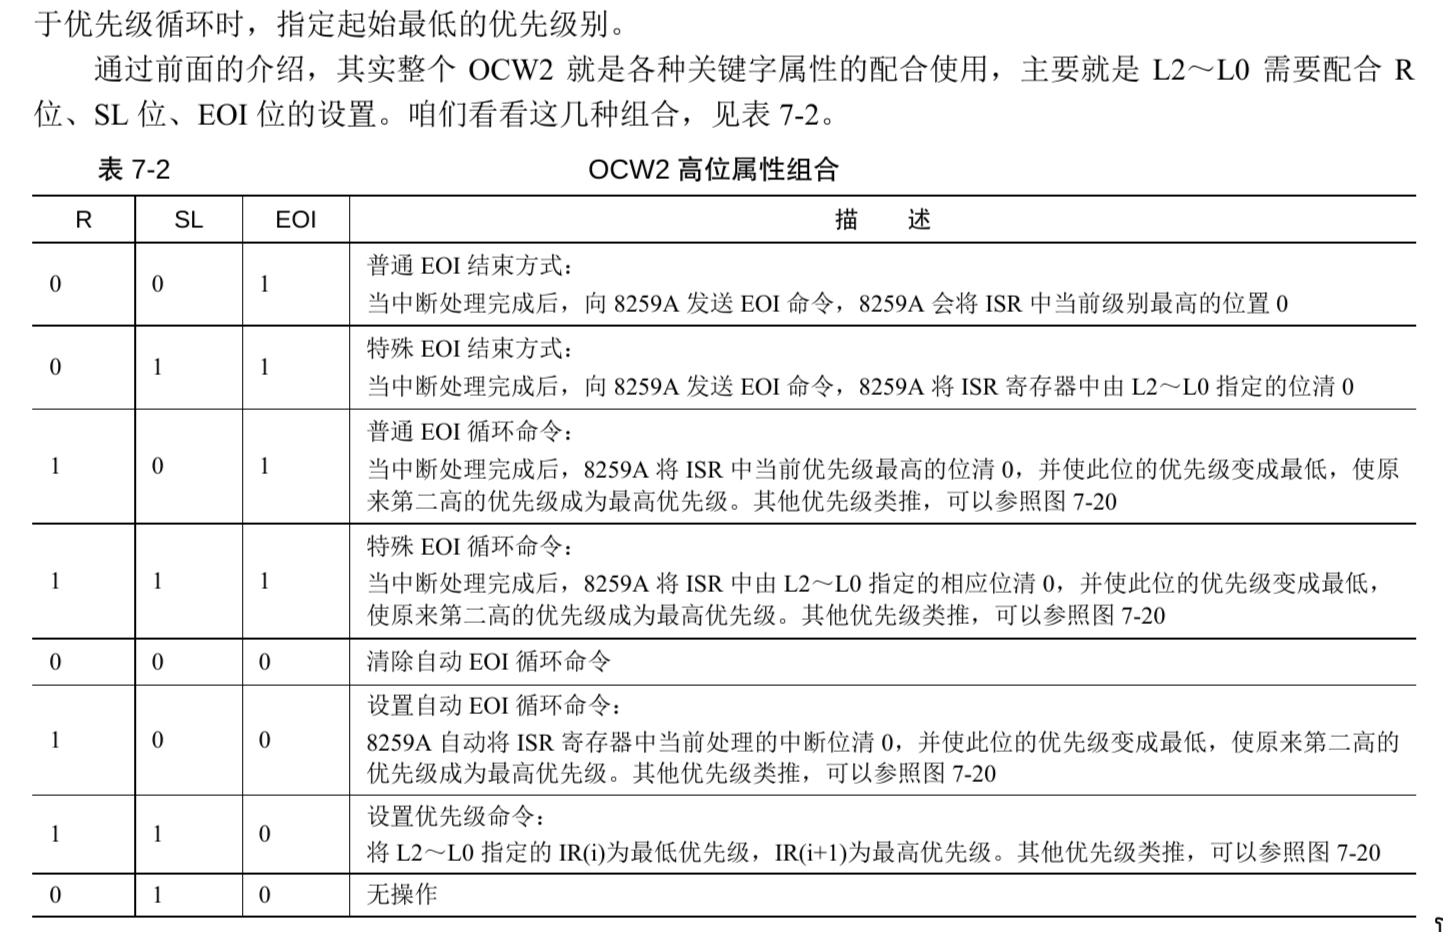 于优先级循环时，指定起始最低的优先级别。
通过前面的介绍，其实整个 OCW2 就是各种关键字属性的配合使用，主要就是 L2～L0 需要配合 R
位、SL 位、EOI 位的设置。咱们看看这几种组合，见表 7-2。
表 7-2 OCW2 高位属性组合
R SL EOI 描 述
0 0 1 普通 EOI 结束方式：
当中断处理完成后，向 8259A 发送 EOI 命令，8259A 会将 ISR 中当前级别最高的位置 0
0 1 1 特殊 EOI 结束方式：
当中断处理完成后，向 8259A 发送 EOI 命令，8259A 将 ISR 寄存器中由 L2～L0 指定的位清 0
1 0 1 普通 EOI 循环命令：
当中断处理完成后，8259A 将 ISR 中当前优先级最高的位清 0，并使此位的优先级变成最低，使原
来第二高的优先级成为最高优先级。其他优先级类推，可以参照图 7-20
1 1 1 特殊 EOI 循环命令：
当中断处理完成后，8259A 将 ISR 中由 L2～L0 指定的相应位清 0，并使此位的优先级变成最低，
使原来第二高的优先级成为最高优先级。其他优先级类推，可以参照图 7-20
0 0 0 清除自动 EOI 循环命令
1 0 0 设置自动 EOI 循环命令：
8259A 自动将 ISR 寄存器中当前处理的中断位清 0，并使此位的优先级变成最低，使原来第二高的
优先级成为最高优先级。其他优先级类推，可以参照图 7-20
1 1 0 设置优先级命令：
将 L2～L0 指定的 IR(i)为最低优先级，IR(i+1)为最高优先级。其他优先级类推，可以参照图 7-20
0 1 0 无操作